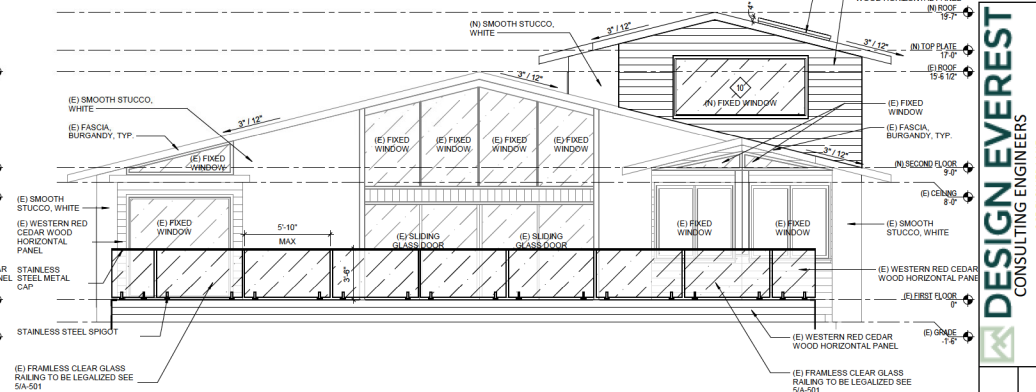 WOOD HORIZONTAL PANEL
(N) ROOF
19'-7"
(N) TOP PLATE
17'-0"
(E) ROOF
15'-6 1/2"
(N) SMOOTH STUCCO,
WHITE
3" / 12"
3" / 12"
3" / 12"
10
(N) FIXED WINDOW
(E) FIXED
WINDOW
(E) FASCIA,
BURGANDY, TYP.
3" / 12"
(N) SECOND FLOOR
9'-0"
(E) CEILING
8'-0"
(E) SMOOTH STUCCO,
WHITE
3" / 12"
(E) FASCIA,
BURGANDY, TYP.
(E) FIXED
WINDOW
(E) FIXED
WINDOW
(E) FIXED
WINDOW
(E) FIXED
WINDOW
(E) FIXED
WINDOW
(E) SMOOTH
STUCCO, WHITE
(E) WESTERN RED
CEDAR WOOD
HORIZONTAL
PANEL
STAINLESS
STEEL METAL
CAP
(E) FIXED
WINDOW
5'-10"
MAX
3'-6"
(E) SLIDING
GLASS DOOR
(E) SLIDING
GLASS DOOR
(E) FIXED
WINDOW
(E) FIXED
WINDOW
(E) SMOOTH
STUCCO, WHITE
(E) WESTERN RED CEDAR
WOOD HORIZONTAL PANE
(E) FIRST FLOOR
0"
STAINLESS STEEL SPIGOT
(E) WESTERN RED CEDAR
WOOD HORIZONTAL PANEL
(E) GRADE
-1'-6"
(E) FRAMLESS CLEAR GLASS
RAILING TO BE LEGALIZED SEE
5/A-501
(E) FRAMLESS CLEAR GLASS
RAILING TO BE LEGALIZED SEE
5/A-501
DESIGN EVEREST
CONSULTING ENGINEERS